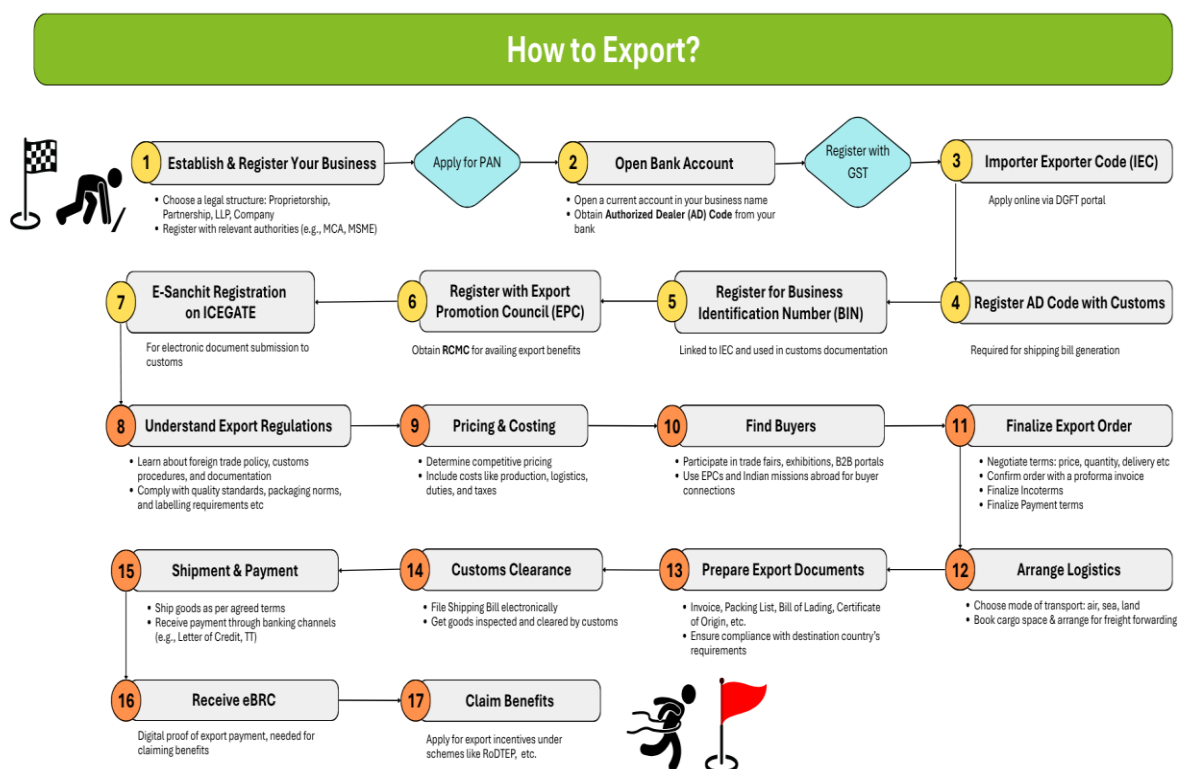 How to Export?
1 Establish & Register Your Business
• Choose a legal structure: Proprietorship,
Partnership, LLP, Company
• Register with relevant authorities (e.g., MCA, MSME)
Apply for PAN
2 Open Bank Account
• Open a current account in your business name
• Obtain Authorized Dealer (AD) Code from your
bank
Register with
GST
3 Importer Exporter Code (IEC)
Apply online via DGFT portal
4 Register AD Code with Customs
Required for shipping bill generation
5 Register for Business
Identification Number (BIN)
Linked to IEC and used in customs documentation
6 Register with Export
Promotion Council (EPC)
Obtain RCMC for availing export benefits
7 E-Sanchit Registration
on ICEGATE
For electronic document submission to
customs
8 Understand Export Regulations
• Learn about foreign trade policy, customs
procedures, and documentation
• Comply with quality standards, packaging norms,
and labelling requirements etc
9 Pricing & Costing
• Determine competitive pricing
• Include costs like production, logistics,
duties, and taxes
10 Find Buyers
• Participate in trade fairs, exhibitions, B2B portals
• Use EPCs and Indian missions abroad for buyer
connections
11 Finalize Export Order
• Negotiate terms: price, quantity, delivery etc
• Confirm order with a proforma invoice
• Finalize Incoterms
• Finalize Payment terms
12 Arrange Logistics
• Choose mode of transport: air, sea, land
• Book cargo space & arrange for freight forwarding
13 Prepare Export Documents
• Invoice, Packing List, Bill of Lading, Certificate
of Origin, etc.
• Ensure compliance with destination country's
requirements
14 Customs Clearance
• File Shipping Bill electronically
• Get goods inspected and cleared by customs
15 Shipment & Payment
• Ship goods as per agreed terms
• Receive payment through banking channels
(e.g., Letter of Credit, TT)
16 Receive eBRC
Digital proof of export payment, needed for
claiming benefits
17 Claim Benefits
Apply for export incentives under
schemes like RoDTEP, etc.